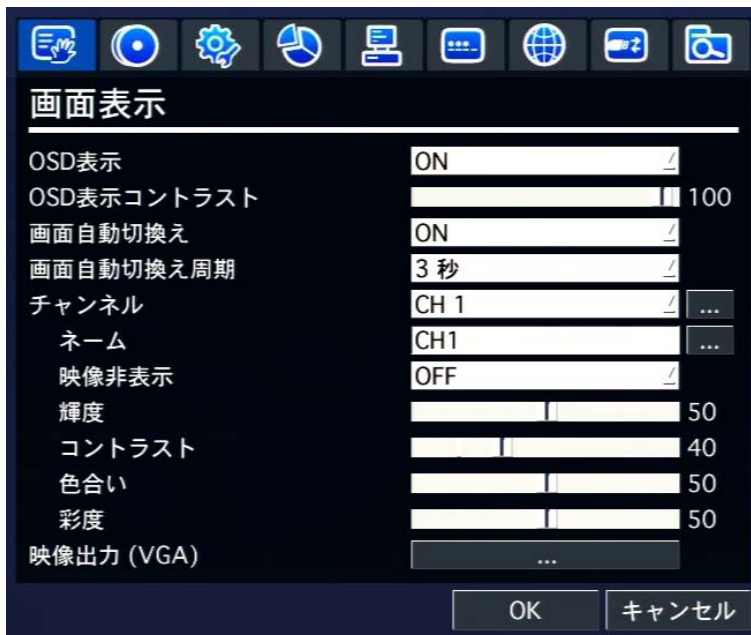 画面表示
OSD表示 ON
OSD表示コントラスト 100
画面自動切換え ON
画面自動切換え周期 3 秒
チャンネル CH 1 ...
ネーム CH1 ...
映像非表示 OFF
輝度 50
コントラスト 40
色合い 50
彩度 50
映像出力 (VGA) ...
OK キャンセル